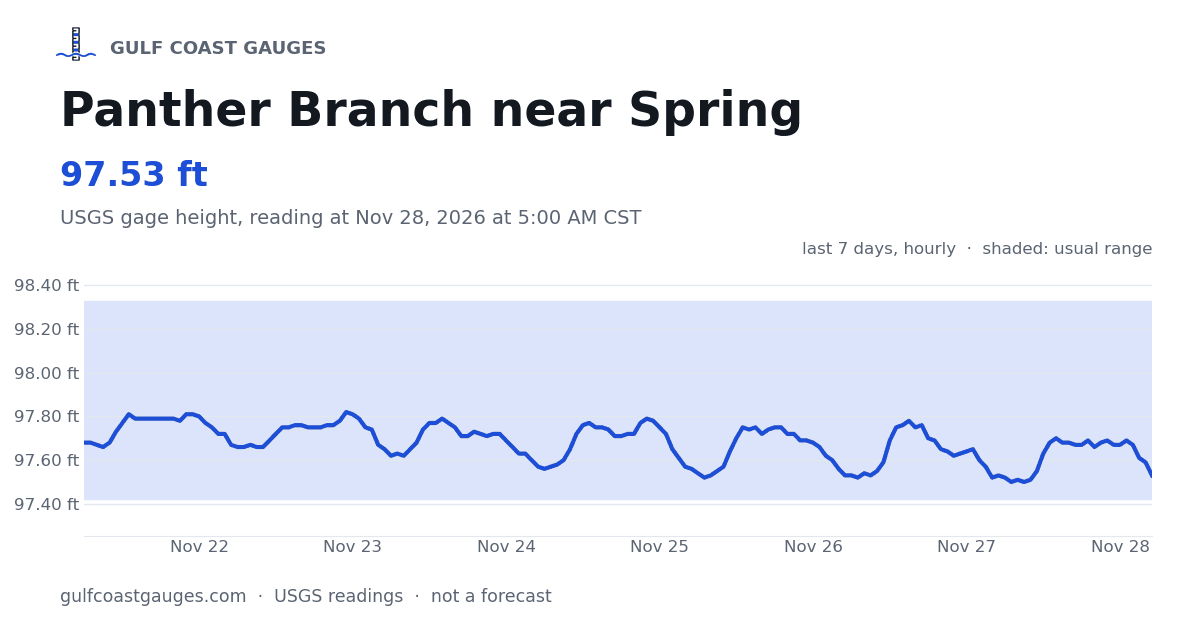 GULF COAST GAUGES
Panther Branch near Spring
97.53 ft
USGS gage height, reading at Nov 28, 2026 at 5:00 AM CST
last 7 days, hourly · shaded: usual range
98.40 ft
98.20 ft
98.00 ft
97.80 ft
97.60 ft
97.40 ft
Nov 22 Nov 23 Nov 24 Nov 25 Nov 26 Nov 27 Nov 28
gulfcoastgauges.com · USGS readings · not a forecast